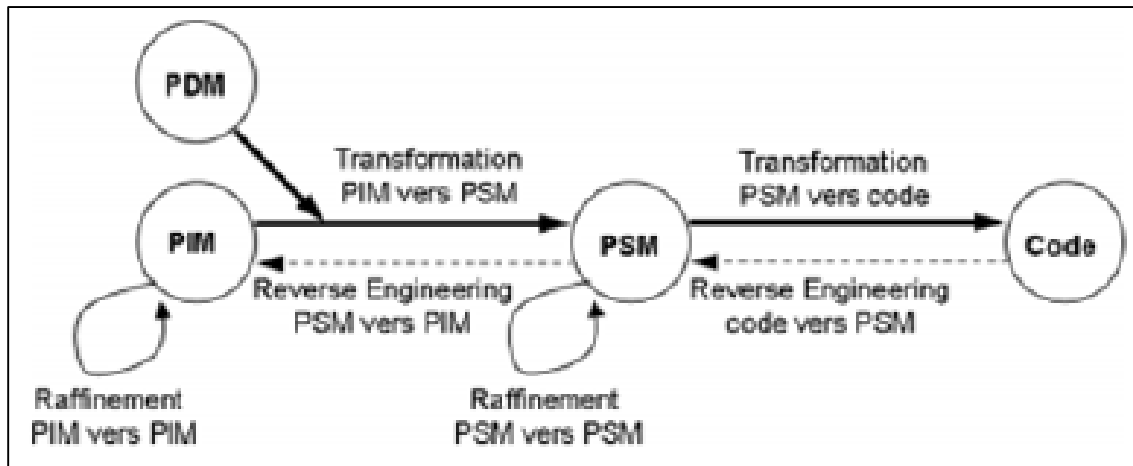 PDM
Transformation
PIM vers PSM
Transformation
PSM vers code
PIM
PSM
Code
Reverse Engineering
PSM vers PIM
Reverse Engineering
code vers PSM
Raffinement
PIM vers PIM
Raffinement
PSM vers PSM